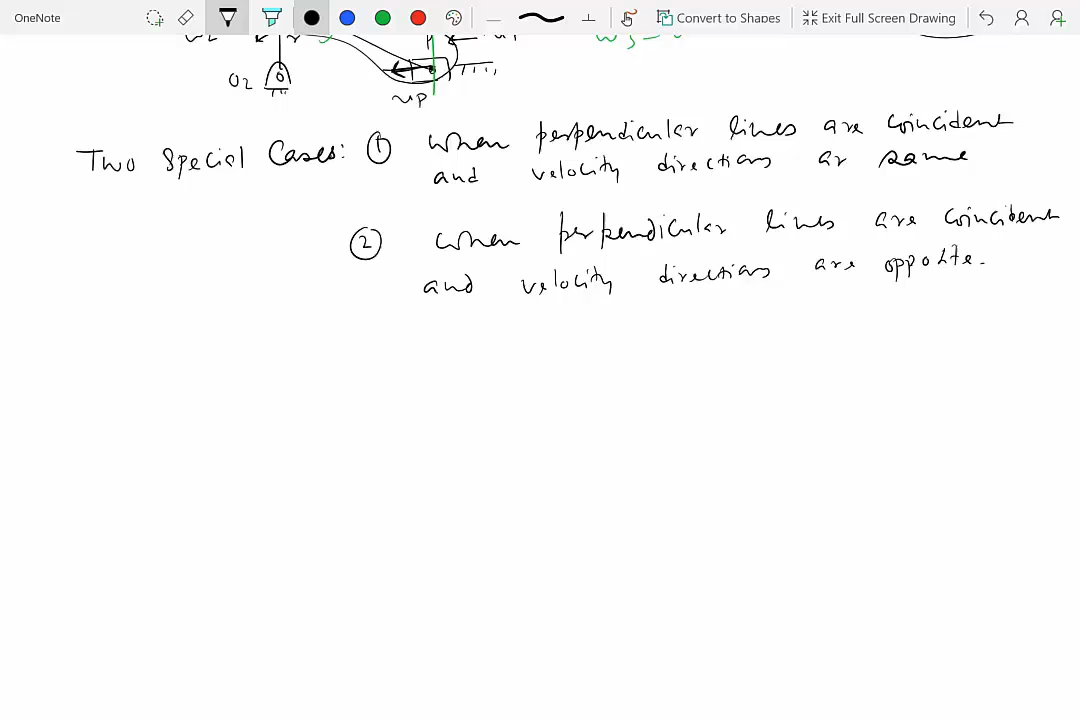 OneNote
Convert to Shapes
Exit Full Screen Drawing
O2
Two Special Cases: ① when perpendicular lines are coincident
and velocity directions ar same
② when perpendicular lines are coincident
and velocity directions are opposite.